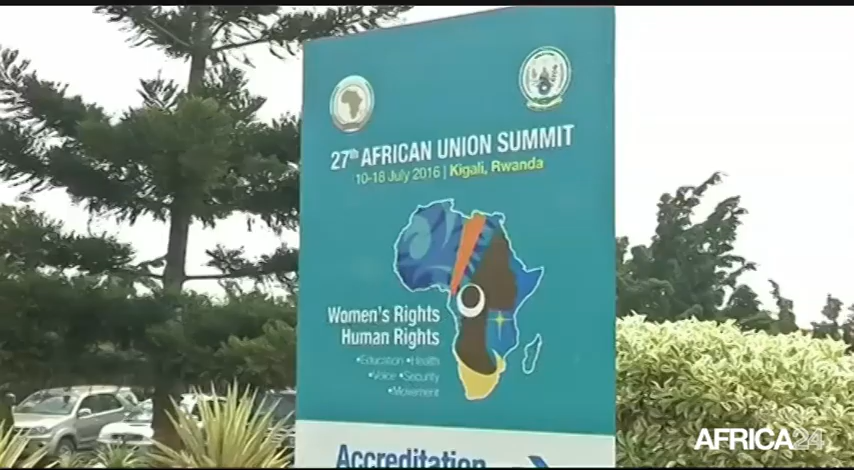 27th AFRICAN UNION SUMMIT
10-18 July 2016 | Kigali, Rwanda
Women's Rights
Human Rights
•Education •Health
•Voice •Security
•Movement
Accreditation
AFRICA24